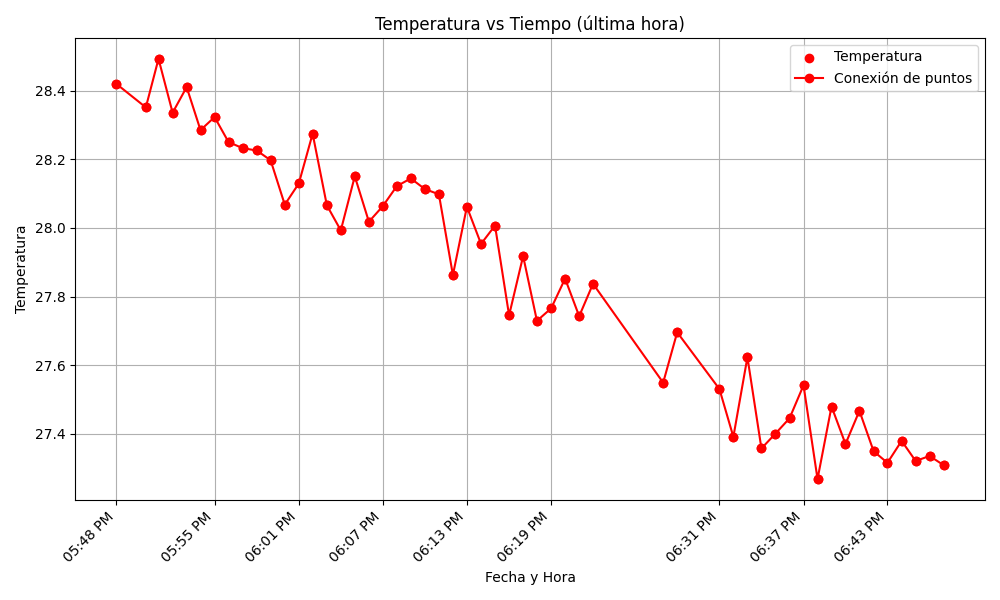 Temperatura vs Tiempo (última hora)
Temperatura
Conexión de puntos
28.4
28.2
28.0
27.8
27.6
27.4
Temperatura
05:48 PM
05:55 PM
06:01 PM
06:07 PM
06:13 PM
06:19 PM
06:31 PM
06:37 PM
06:43 PM
Fecha y Hora